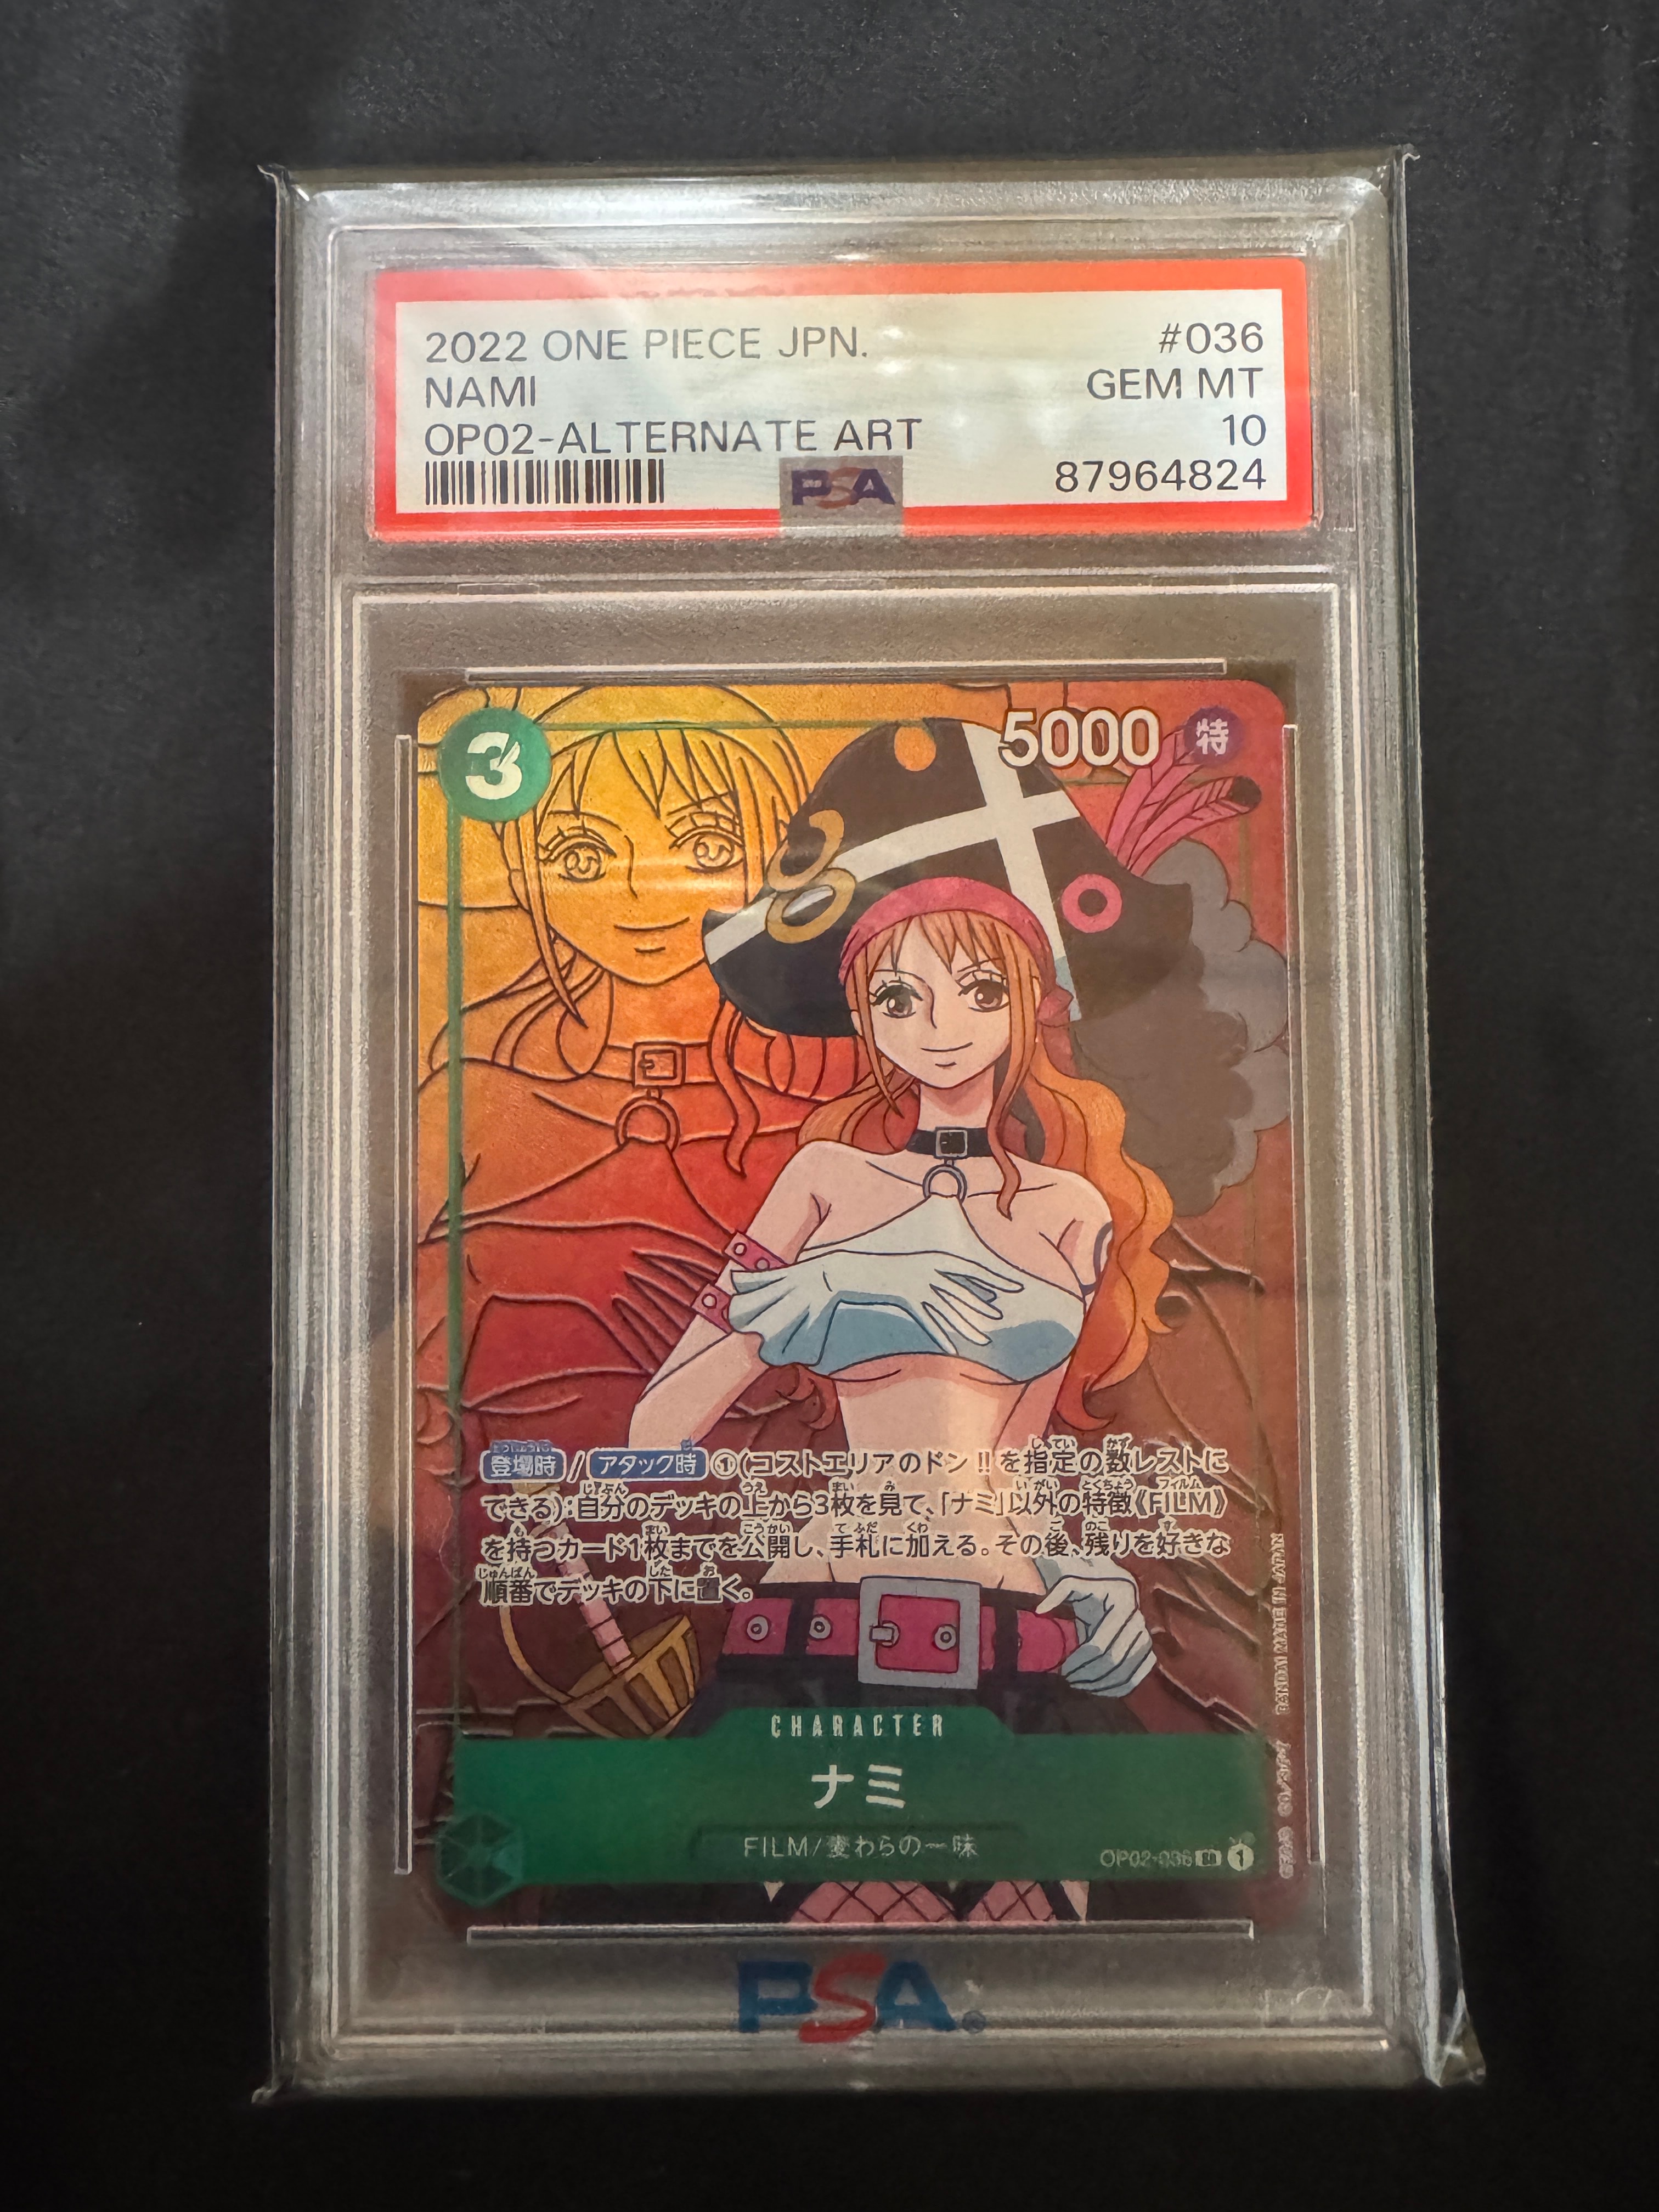 2022 ONE PIECE JPN. #036
NAMI GEM MT
OP02-ALTERNATE ART 10
PSA 87964824
3 5000 特
登場時 / アタック時 ①(コストエリアのドン!!を指定の数レストに
できる):自分のデッキの上から3枚を見て、「ナミ」以外の特徴《FILM》
を持つカード1枚までを公開し、手札に加える。その後、残りを好きな
順番でデッキの下に置く。
BANDAI MADE IN JAPAN
CHARACTER
ナミ
FILM/麦わらの一味
OP02-036 SR 1
PSA